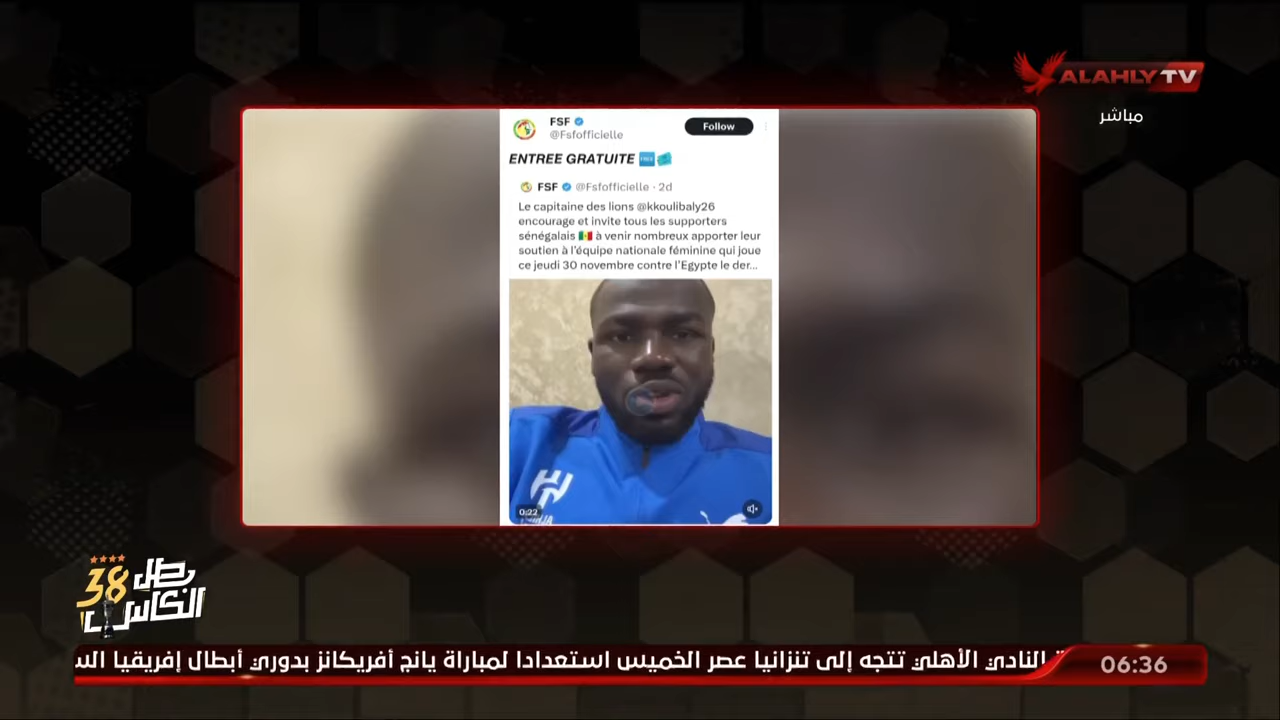 ALAHLY TV
مباشر
FSF
@Fsfofficielle
Follow
ENTREE GRATUITE
FSF @Fsfofficielle · 2d
Le capitaine des lions @kkoulibaly26
encourage et invite tous les supporters
sénégalais 🇸🇳 à venir nombreux apporter leur
soutien à l'équipe nationale féminine qui joue
ce jeudi 30 novembre contre l'Egypte le der...
0:22
بطل
الكاس
38
النادي الأهلي تتجه إلى تنزانيا عصر الخميس استعدادا لمباراة يانج أفريكانز بدوري أبطال إفريقيا
06:36